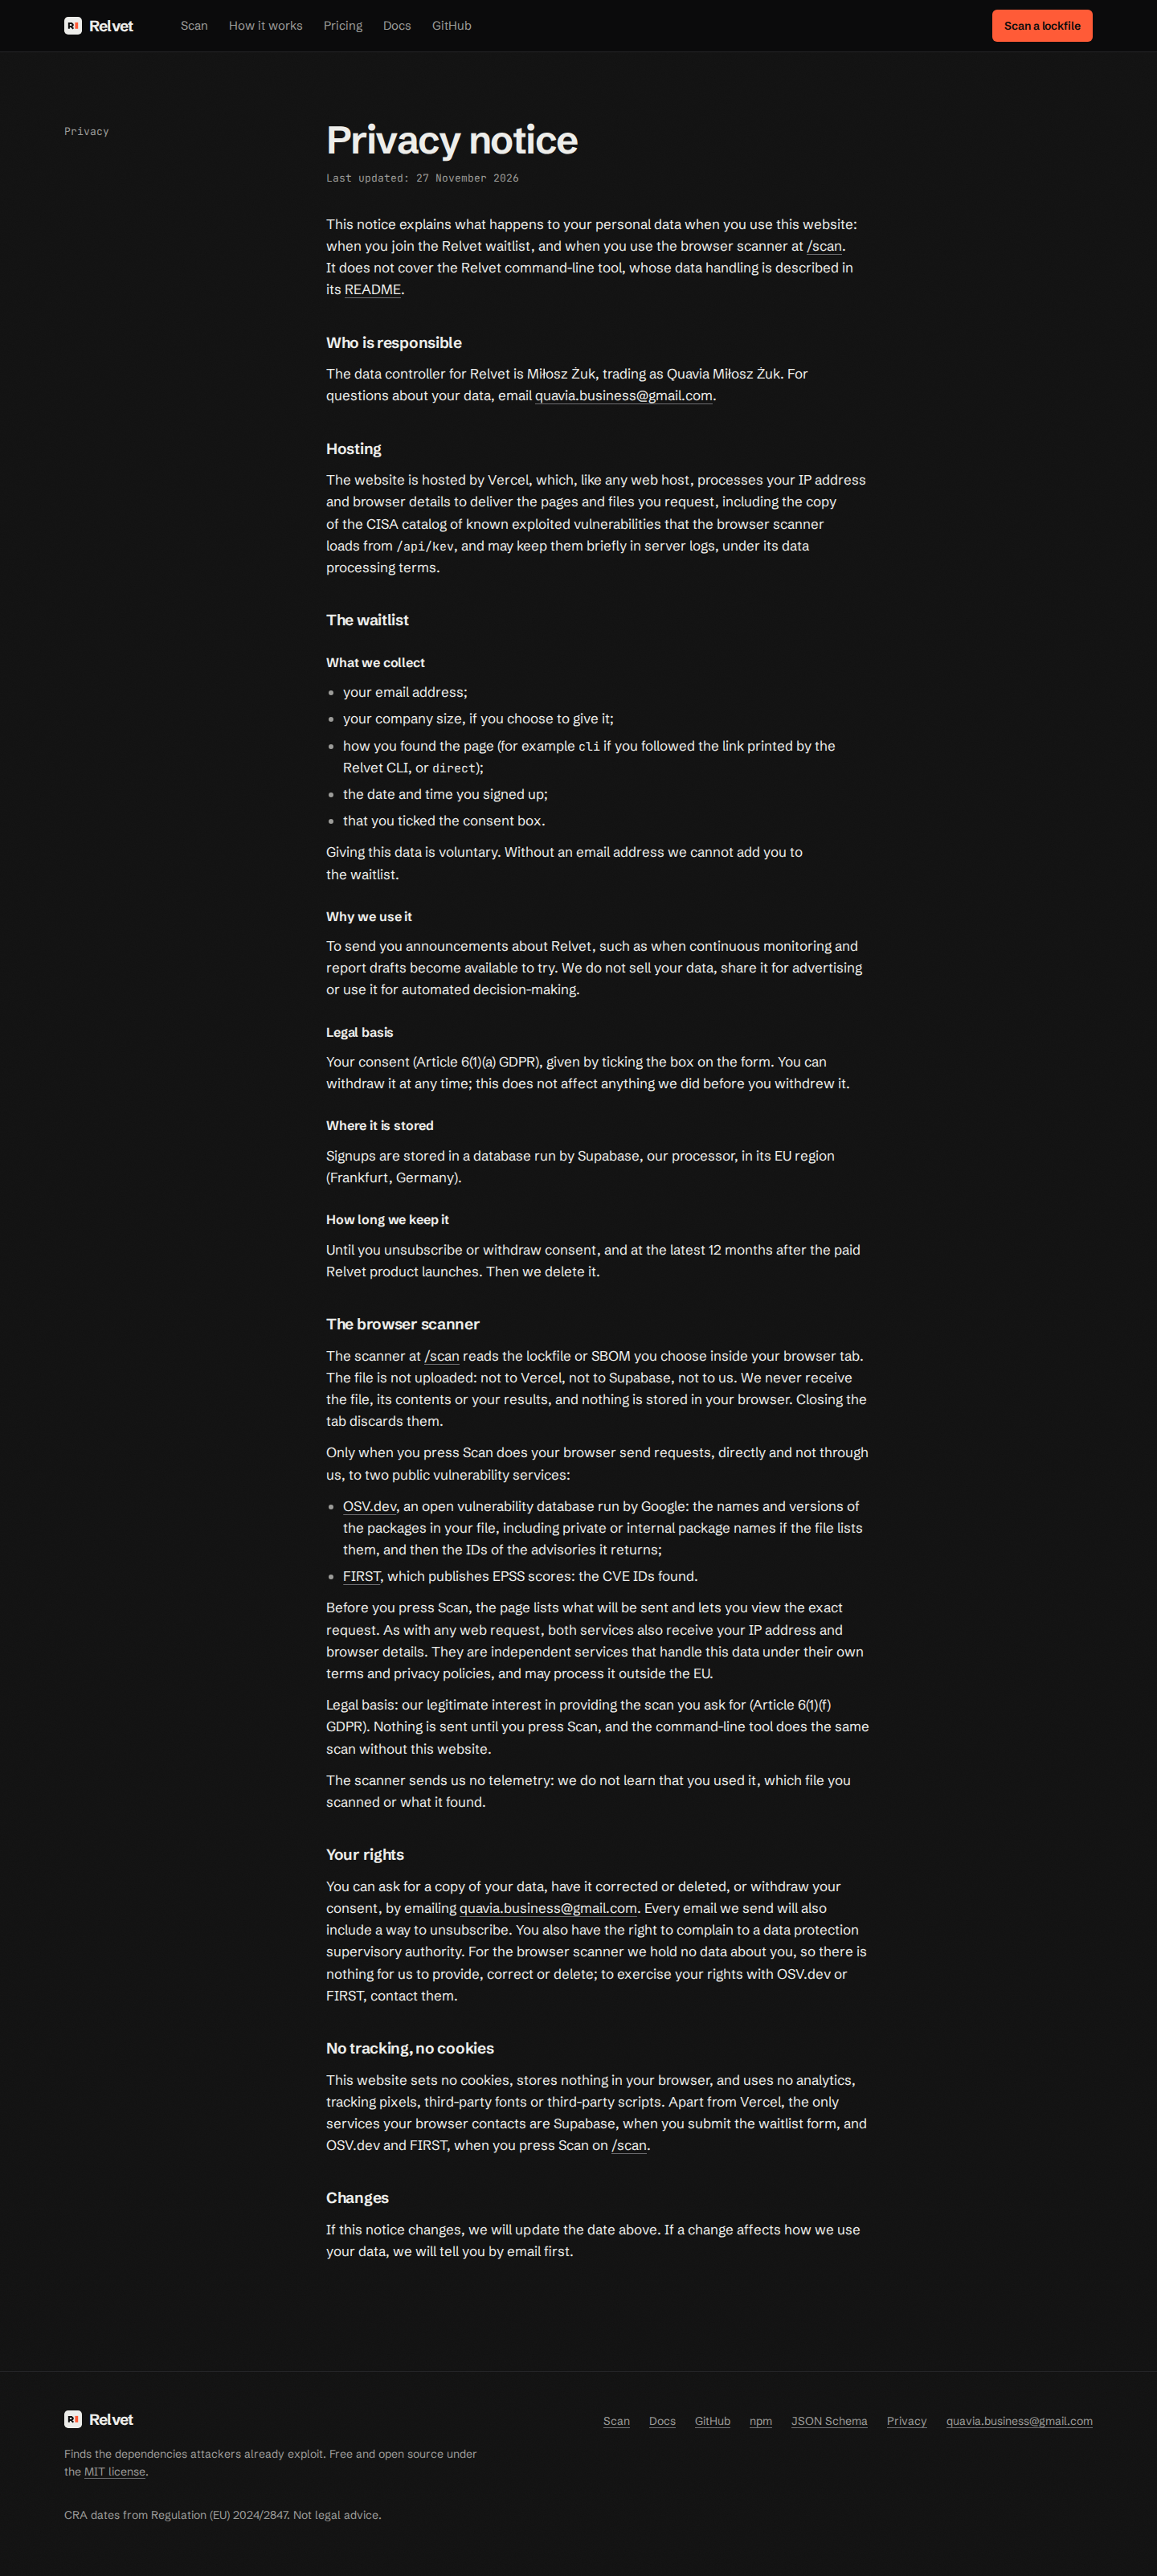 Relvet
Scan
How it works
Pricing
Docs
GitHub
Scan a lockfile
Privacy
Privacy notice
Last updated: 27 November 2026
This notice explains what happens to your personal data when you use this website:
when you join the Relvet waitlist, and when you use the browser scanner at /scan.
It does not cover the Relvet command-line tool, whose data handling is described in
its README.
Who is responsible
The data controller for Relvet is Miłosz Żuk, trading as Quavia Miłosz Żuk. For
questions about your data, email quavia.business@gmail.com.
Hosting
The website is hosted by Vercel, which, like any web host, processes your IP address
and browser details to deliver the pages and files you request, including the copy
of the CISA catalog of known exploited vulnerabilities that the browser scanner
loads from /api/kev, and may keep them briefly in server logs, under its data
processing terms.
The waitlist
What we collect
• your email address;
• your company size, if you choose to give it;
• how you found the page (for example cli if you followed the link printed by the
Relvet CLI, or direct);
• the date and time you signed up;
• that you ticked the consent box.
Giving this data is voluntary. Without an email address we cannot add you to
the waitlist.
Why we use it
To send you announcements about Relvet, such as when continuous monitoring and
report drafts become available to try. We do not sell your data, share it for advertising
or use it for automated decision-making.
Legal basis
Your consent (Article 6(1)(a) GDPR), given by ticking the box on the form. You can
withdraw it at any time; this does not affect anything we did before you withdrew it.
Where it is stored
Signups are stored in a database run by Supabase, our processor, in its EU region
(Frankfurt, Germany).
How long we keep it
Until you unsubscribe or withdraw consent, and at the latest 12 months after the paid
Relvet product launches. Then we delete it.
The browser scanner
The scanner at /scan reads the lockfile or SBOM you choose inside your browser tab.
The file is not uploaded: not to Vercel, not to Supabase, not to us. We never receive
the file, its contents or your results, and nothing is stored in your browser. Closing the
tab discards them.
Only when you press Scan does your browser send requests, directly and not through
us, to two public vulnerability services:
• OSV.dev, an open vulnerability database run by Google: the names and versions of
the packages in your file, including private or internal package names if the file lists
them, and then the IDs of the advisories it returns;
• FIRST, which publishes EPSS scores: the CVE IDs found.
Before you press Scan, the page lists what will be sent and lets you view the exact
request. As with any web request, both services also receive your IP address and
browser details. They are independent services that handle this data under their own
terms and privacy policies, and may process it outside the EU.
Legal basis: our legitimate interest in providing the scan you ask for (Article 6(1)(f)
GDPR). Nothing is sent until you press Scan, and the command-line tool does the same
scan without this website.
The scanner sends us no telemetry: we do not learn that you used it, which file you
scanned or what it found.
Your rights
You can ask for a copy of your data, have it corrected or deleted, or withdraw your
consent, by emailing quavia.business@gmail.com. Every email we send will also
include a way to unsubscribe. You also have the right to complain to a data protection
supervisory authority. For the browser scanner we hold no data about you, so there is
nothing for us to provide, correct or delete; to exercise your rights with OSV.dev or
FIRST, contact them.
No tracking, no cookies
This website sets no cookies, stores nothing in your browser, and uses no analytics,
tracking pixels, third-party fonts or third-party scripts. Apart from Vercel, the only
services your browser contacts are Supabase, when you submit the waitlist form, and
OSV.dev and FIRST, when you press Scan on /scan.
Changes
If this notice changes, we will update the date above. If a change affects how we use
your data, we will tell you by email first.
Relvet
Scan
Docs
GitHub
npm
JSON Schema
Privacy
quavia.business@gmail.com
Finds the dependencies attackers already exploit. Free and open source under
the MIT license.
CRA dates from Regulation (EU) 2024/2847. Not legal advice.